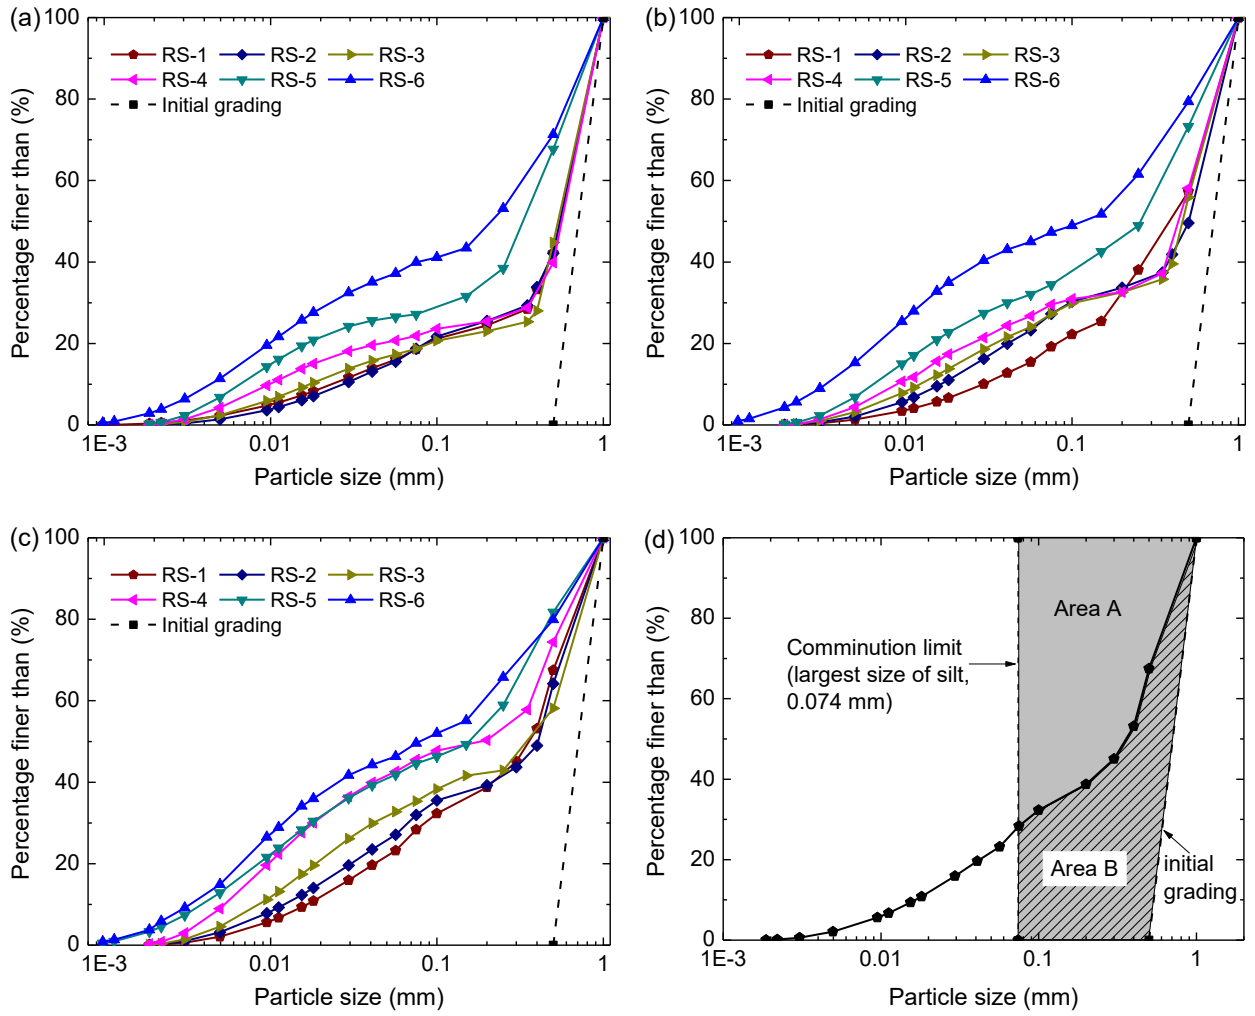 (a)
100
80
60
40
20
0
Percentage finer than (%)
RS-1 RS-2 RS-3
RS-4 RS-5 RS-6
Initial grading
1E-3 0.01 0.1 1
Particle size (mm)
(b)
100
80
60
40
20
0
Percentage finer than (%)
RS-1 RS-2 RS-3
RS-4 RS-5 RS-6
Initial grading
1E-3 0.01 0.1 1
Particle size (mm)
(c)
100
80
60
40
20
0
Percentage finer than (%)
RS-1 RS-2 RS-3
RS-4 RS-5 RS-6
Initial grading
1E-3 0.01 0.1 1
Particle size (mm)
(d)
100
80
60
40
20
0
Percentage finer than (%)
Area A
Comminution limit
(largest size of silt,
0.074 mm)
Area B
initial
grading
1E-3 0.01 0.1 1
Particle size (mm)